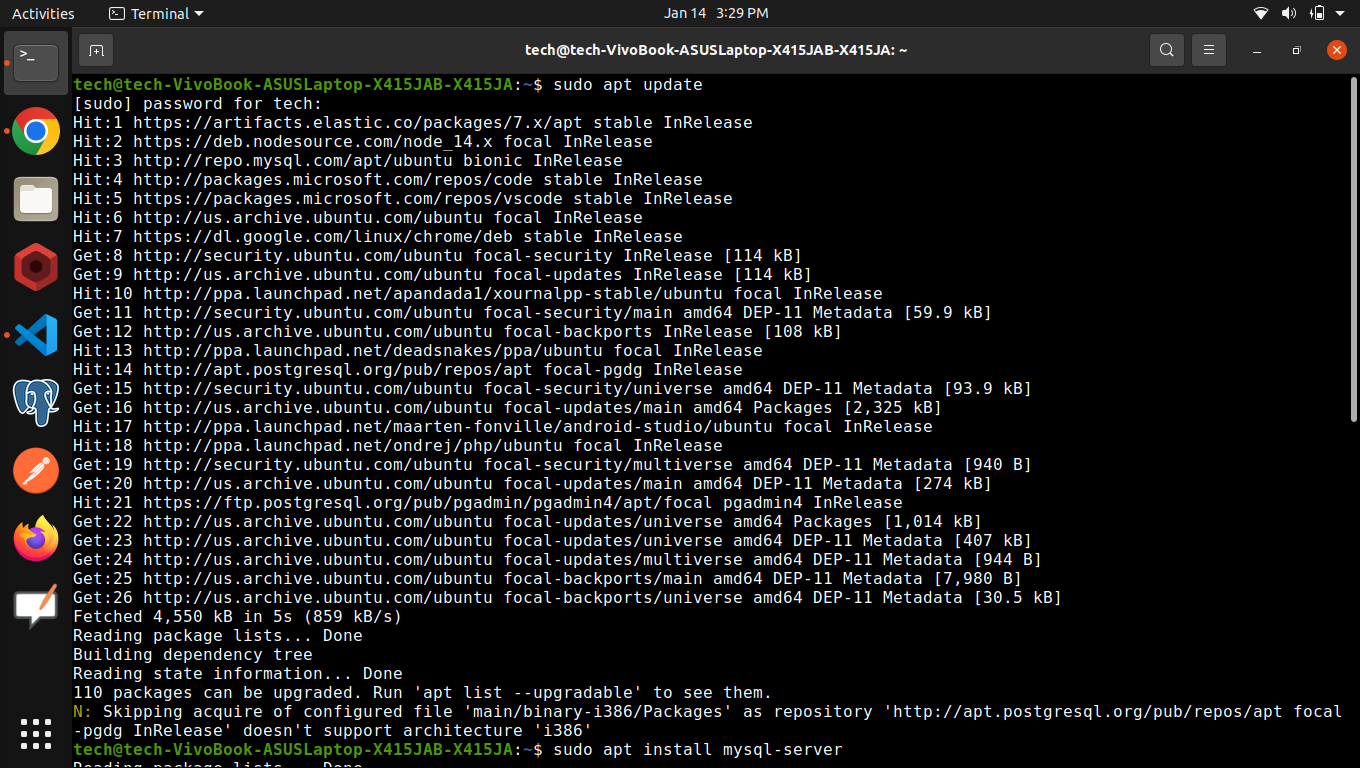 Activities
Terminal
Jan 14 3:29 PM
tech@tech-VivoBook-ASUSLaptop-X415JAB-X415JA: ~
tech@tech-VivoBook-ASUSLaptop-X415JAB-X415JA:~$ sudo apt update
[sudo] password for tech:
Hit:1 https://artifacts.elastic.co/packages/7.x/apt stable InRelease
Hit:2 https://deb.nodesource.com/node_14.x focal InRelease
Hit:3 http://repo.mysql.com/apt/ubuntu bionic InRelease
Hit:4 http://packages.microsoft.com/repos/code stable InRelease
Hit:5 https://packages.microsoft.com/repos/vscode stable InRelease
Hit:6 http://us.archive.ubuntu.com/ubuntu focal InRelease
Hit:7 https://dl.google.com/linux/chrome/deb stable InRelease
Get:8 http://security.ubuntu.com/ubuntu focal-security InRelease [114 kB]
Get:9 http://us.archive.ubuntu.com/ubuntu focal-updates InRelease [114 kB]
Hit:10 http://ppa.launchpad.net/apandada1/xournalpp-stable/ubuntu focal InRelease
Get:11 http://security.ubuntu.com/ubuntu focal-security/main amd64 DEP-11 Metadata [59.9 kB]
Get:12 http://us.archive.ubuntu.com/ubuntu focal-backports InRelease [108 kB]
Hit:13 http://ppa.launchpad.net/deadsnakes/ppa/ubuntu focal InRelease
Hit:14 http://apt.postgresql.org/pub/repos/apt focal-pgdg InRelease
Get:15 http://security.ubuntu.com/ubuntu focal-security/universe amd64 DEP-11 Metadata [93.9 kB]
Get:16 http://us.archive.ubuntu.com/ubuntu focal-updates/main amd64 Packages [2,325 kB]
Hit:17 http://ppa.launchpad.net/maarten-fonville/android-studio/ubuntu focal InRelease
Hit:18 http://ppa.launchpad.net/ondrej/php/ubuntu focal InRelease
Get:19 http://security.ubuntu.com/ubuntu focal-security/multiverse amd64 DEP-11 Metadata [940 B]
Get:20 http://us.archive.ubuntu.com/ubuntu focal-updates/main amd64 DEP-11 Metadata [274 kB]
Hit:21 https://ftp.postgresql.org/pub/pgadmin/pgadmin4/apt/focal pgadmin4 InRelease
Get:22 http://us.archive.ubuntu.com/ubuntu focal-updates/universe amd64 Packages [1,014 kB]
Get:23 http://us.archive.ubuntu.com/ubuntu focal-updates/universe amd64 DEP-11 Metadata [407 kB]
Get:24 http://us.archive.ubuntu.com/ubuntu focal-updates/multiverse amd64 DEP-11 Metadata [944 B]
Get:25 http://us.archive.ubuntu.com/ubuntu focal-backports/main amd64 DEP-11 Metadata [7,980 B]
Get:26 http://us.archive.ubuntu.com/ubuntu focal-backports/universe amd64 DEP-11 Metadata [30.5 kB]
Fetched 4,550 kB in 5s (859 kB/s)
Reading package lists... Done
Building dependency tree
Reading state information... Done
110 packages can be upgraded. Run 'apt list --upgradable' to see them.
N: Skipping acquire of configured file 'main/binary-i386/Packages' as repository 'http://apt.postgresql.org/pub/repos/apt focal
-pgdg InRelease' doesn't support architecture 'i386'
tech@tech-VivoBook-ASUSLaptop-X415JAB-X415JA:~$ sudo apt install mysql-server
Reading package lists... Done